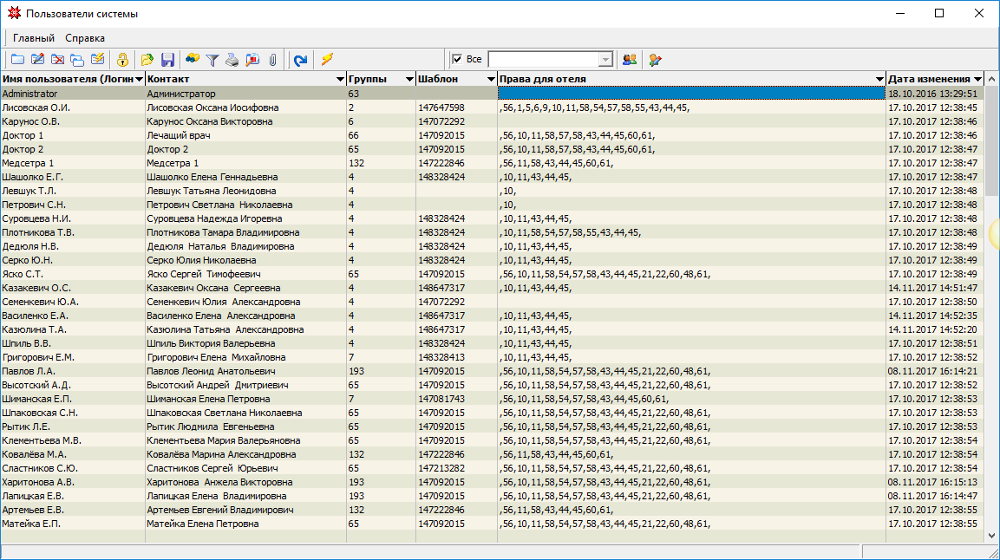 Пользователи системы
Главный Справка
Все
Имя пользователя (Логин Контакт Группы Шаблон Права для отеля Дата изменения
Administrator Администратор 63 18.10.2016 13:29:51
Лисовская О.И. Лисовская Оксана Иосифовна 2 147647598 ,56,1,5,6,9,10,11,58,54,57,58,55,43,44,45, 17.10.2017 12:38:45
Карунос О.В. Карунос Оксана Викторовна 6 147072292 17.10.2017 12:38:46
Доктор 1 Лечащий врач 66 147092015 ,56,10,11,58,57,58,43,44,45,60,61, 17.10.2017 12:38:46
Доктор 2 Доктор 2 65 147092015 ,56,10,11,58,57,58,43,44,45,60,61, 17.10.2017 12:38:47
Медсетра 1 Медсетра 1 132 147222846 ,56,11,58,43,44,45,60,61, 17.10.2017 12:38:47
Шашолко Е.Г. Шашолко Елена Геннадьевна 4 148328424 ,10,11,43,44,45, 17.10.2017 12:38:47
Левшук Т.Л. Левшук Татьяна Леонидовна 4 ,10, 17.10.2017 12:38:48
Петрович С.Н. Петрович Светлана Николаевна 4 ,10, 17.10.2017 12:38:48
Суровцева Н.И. Суровцева Надежда Игоревна 4 148328424 ,10,11,43,44,45, 17.10.2017 12:38:48
Плотникова Т.В. Плотникова Тамара Владимировна 4 148328424 ,10,11,58,54,57,58,55,43,44,45, 17.10.2017 12:38:48
Дедюля Н.В. Дедюля Наталья Владимировна 4 148328424 ,10,11,43,44,45, 17.10.2017 12:38:49
Серко Ю.Н. Серко Юлия Николаевна 4 148328424 ,10,11,43,44,45, 17.10.2017 12:38:49
Яско С.Т. Яско Сергей Тимофеевич 65 147092015 ,56,10,11,58,54,57,58,43,44,45,21,22,60,48,61, 17.10.2017 12:38:49
Казакевич О.С. Казакевич Оксана Сергеевна 4 148647317 ,10,11,43,44,45, 14.11.2017 14:51:47
Семенкевич Ю.А. Семенкевич Юлия Александровна 147072292 17.10.2017 12:38:50
Василенко Е.А. Василенко Елена Александровна 4 148647317 ,10,11,43,44,45, 14.11.2017 14:52:35
Казюлина Т.А. Казюлина Татьяна Александровна 4 148647317 ,10,11,43,44,45, 14.11.2017 14:52:20
Шпиль В.В. Шпиль Виктория Валерьевна 4 148328424 ,10,11,43,44,45, 17.10.2017 12:38:51
Григорович Е.М. Григорович Елена Михайловна 7 148328413 ,10,11,43,44,45, 17.10.2017 12:38:52
Павлов Л.А. Павлов Леонид Анатольевич 193 147092015 ,56,10,11,58,54,57,58,43,44,45,21,22,60,48,61, 08.11.2017 16:14:21
Высотский А.Д. Высотский Андрей Дмитриевич 65 147092015 ,56,10,11,58,54,57,58,43,44,45,21,22,60,48,61, 17.10.2017 12:38:52
Шиманская Е.П. Шиманская Елена Петровна 7 147081743 ,56,10,11,58,54,57,58,43,44,45,60,61, 17.10.2017 12:38:53
Шпаковская С.Н. Шпаковская Светлана Николаевна 65 147092015 ,56,10,11,58,54,57,58,43,44,45,21,22,60,48,61, 17.10.2017 12:38:53
Рытик Л.Е. Рытик Людмила Евгеньевна 65 147092015 ,56,10,11,58,54,57,58,43,44,45,21,22,60,48,61, 17.10.2017 12:38:53
Клементьева М.В. Клементьева Мария Валерьяновна 65 147092015 ,56,10,11,58,54,57,58,43,44,45,21,22,60,48,61, 17.10.2017 12:38:54
Ковалёва М.А. Ковалёва Марина Александровна 132 147222846 ,56,11,58,43,44,45,60,61, 17.10.2017 12:38:54
Сластников С.Ю. Сластников Сергей Юрьевич 65 147213282 ,56,10,11,58,54,57,58,43,44,45,21,22,60,48,61, 17.10.2017 12:38:54
Харитонова А.В. Харитонова Анжела Викторовна 193 147092015 ,56,10,11,58,54,57,58,43,44,45,21,22,60,48,61, 08.11.2017 16:15:13
Лапицкая Е.В. Лапицкая Елена Владимировна 193 147092015 ,56,10,11,58,54,57,58,43,44,45,21,22,60,48,61, 08.11.2017 16:14:47
Артемьев Е.В. Артемьев Евгений Владимирович 132 147222846 ,56,11,58,43,44,45,60,61, 17.10.2017 12:38:55
Матейка Е.П. Матейка Елена Петровна 65 147092015 ,56,10,11,58,54,57,58,43,44,45,21,22,60,48,61, 17.10.2017 12:38:55